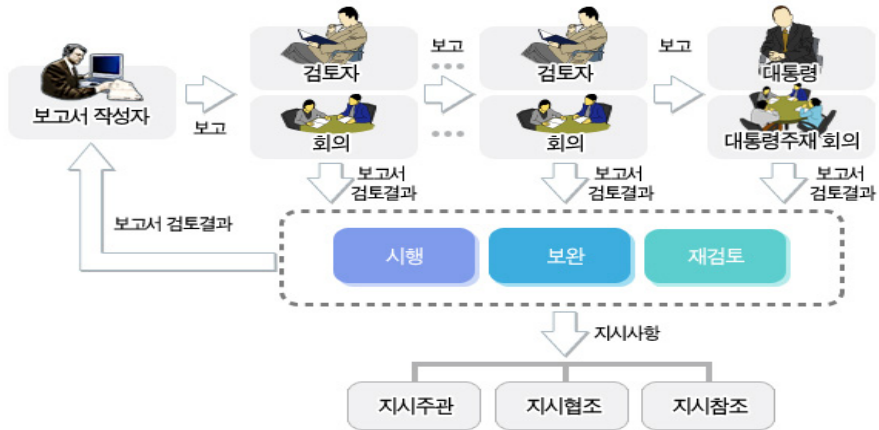 보고서 작성자
보고
검토자
회의
보고
검토자
회의
보고
대통령
대통령주재 회의
보고서
검토결과
보고서
검토결과
보고서
검토결과
보고서 검토결과
시행
보완
재검토
지시사항
지시주관
지시협조
지시참조